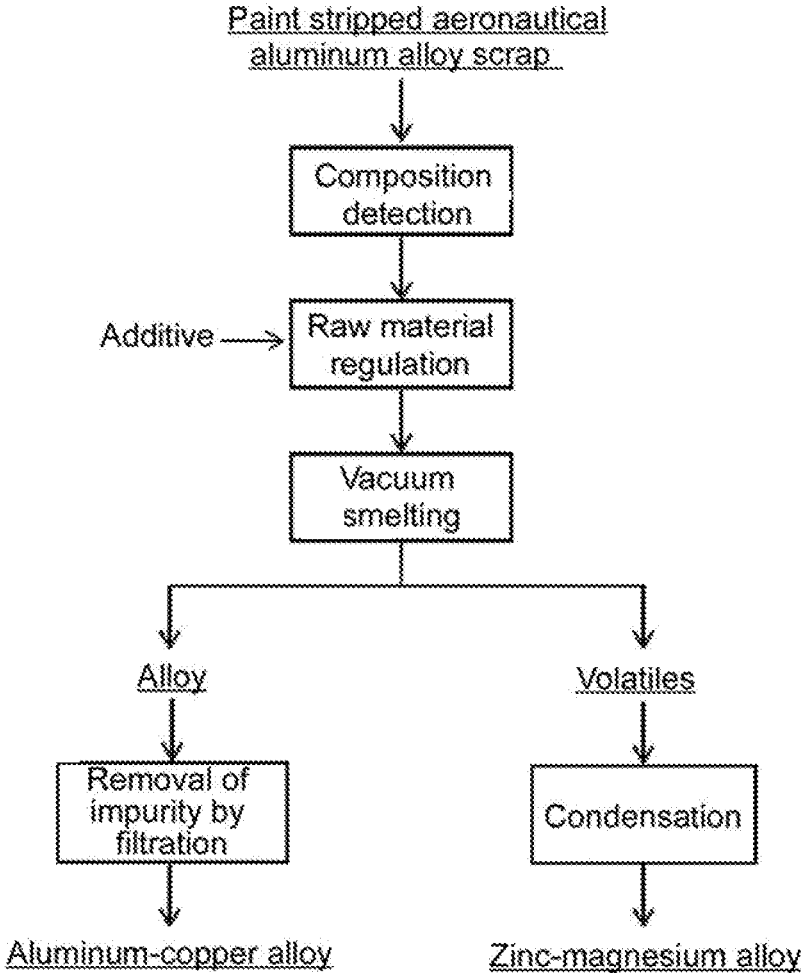 Paint stripped aeronautical
aluminum alloy scrap
Composition
detection
Additive
Raw material
regulation
Vacuum
smelting
Alloy
Volatiles
Removal of
impurity by
filtration
Condensation
Aluminum-copper alloy
Zinc-magnesium alloy